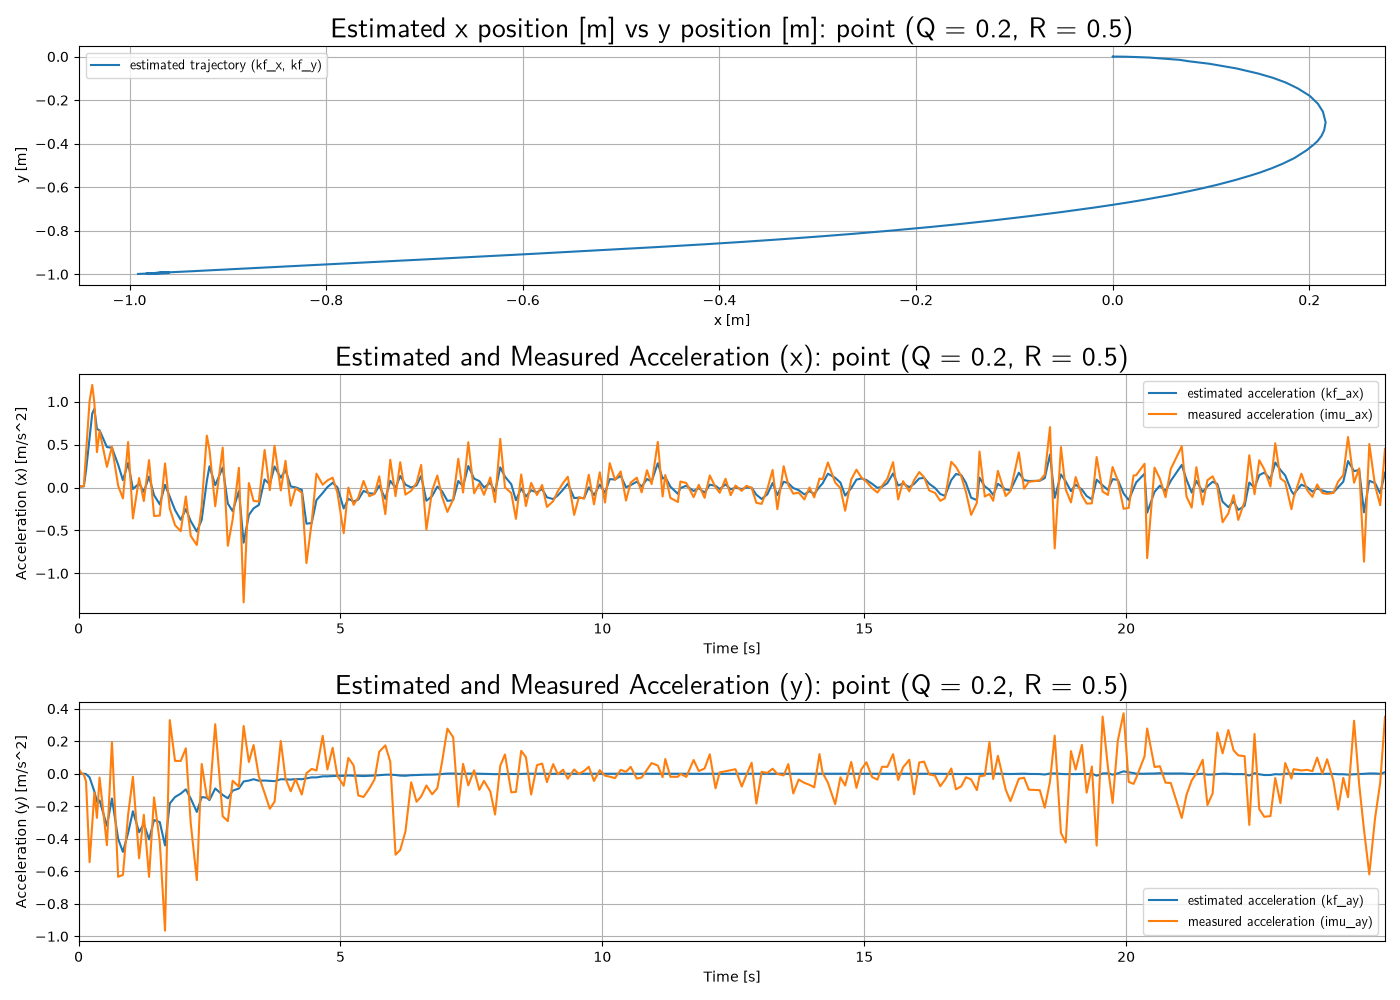 Estimated x position [m] vs y position [m]: point (Q = 0.2, R = 0.5)
estimated trajectory (kf_x, kf_y)
0.0
−0.2
−0.4
−0.6
−0.8
−1.0
y [m]
−1.0 −0.8 −0.6 −0.4 −0.2 0.0 0.2
x [m]
Estimated and Measured Acceleration (x): point (Q = 0.2, R = 0.5)
estimated acceleration (kf_ax)
measured acceleration (imu_ax)
1.0
0.5
0.0
−0.5
−1.0
Acceleration (x) [m/s^2]
0 5 10 15 20
Time [s]
Estimated and Measured Acceleration (y): point (Q = 0.2, R = 0.5)
0.4
0.2
0.0
−0.2
−0.4
−0.6
−0.8
−1.0
Acceleration (y) [m/s^2]
estimated acceleration (kf_ay)
measured acceleration (imu_ay)
0 5 10 15 20
Time [s]